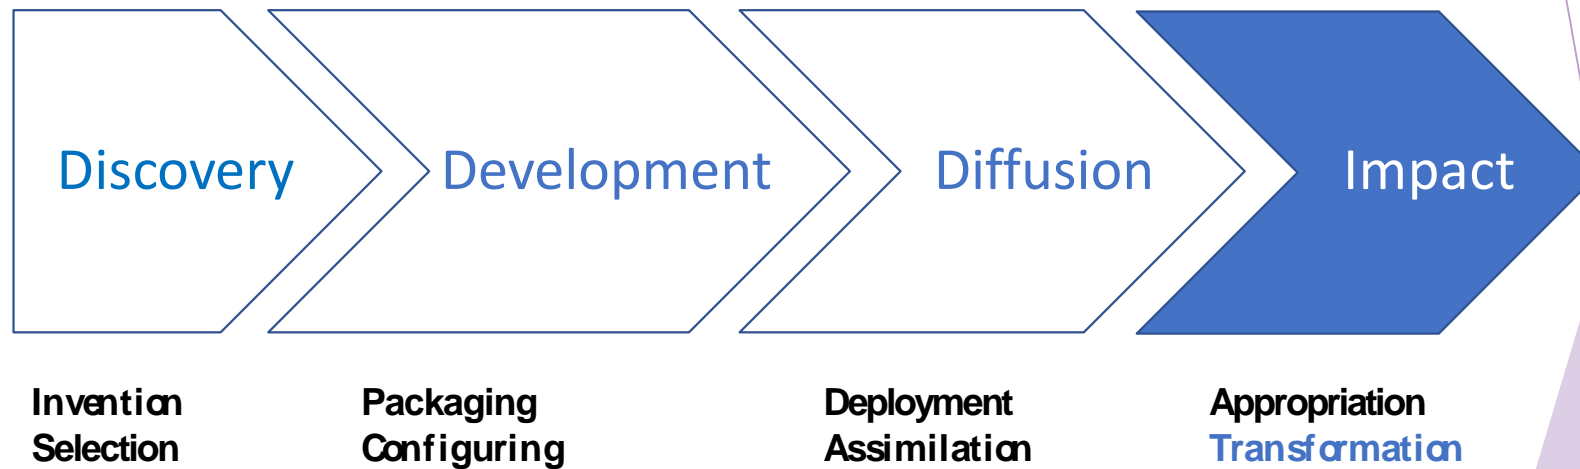 Discovery
Development
Diffusion
Impact
Invention
Selection
Packaging
Configuring
Deployment
Assimilation
Appropriation
Transformation